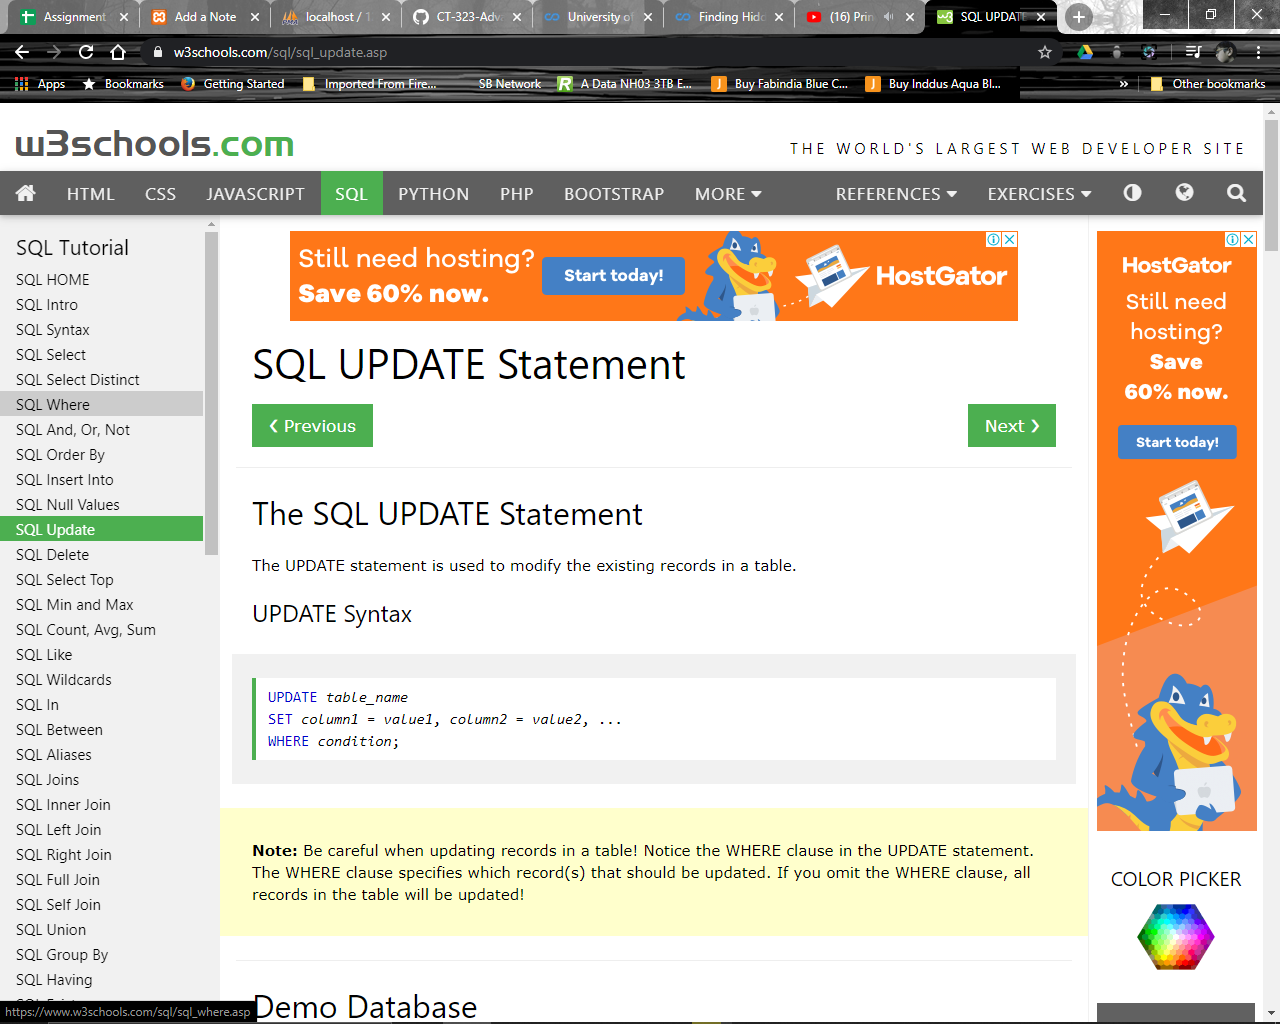 Assignment
Add a Note
localhost / 1
CT-323-Adva
University of
Finding Hidd
(16) Prin
SQL UPDATE
w3schools.com/sql/sql_update.asp
Apps
Bookmarks
Getting Started
Imported From Fire...
SB Network
A Data NH03 3TB E...
Buy Fabindia Blue C...
Buy Inddus Aqua Bl...
»
Other bookmarks
w3schools.com
THE WORLD'S LARGEST WEB DEVELOPER SITE
HTML
CSS
JAVASCRIPT
SQL
PYTHON
PHP
BOOTSTRAP
MORE
REFERENCES
EXERCISES
SQL Tutorial
SQL HOME
SQL Intro
SQL Syntax
SQL Select
SQL Select Distinct
SQL Where
SQL And, Or, Not
SQL Order By
SQL Insert Into
SQL Null Values
SQL Update
SQL Delete
SQL Select Top
SQL Min and Max
SQL Count, Avg, Sum
SQL Like
SQL Wildcards
SQL In
SQL Between
SQL Aliases
SQL Joins
SQL Inner Join
SQL Left Join
SQL Right Join
SQL Full Join
SQL Self Join
SQL Union
SQL Group By
SQL Having
https://www.w3schools.com/sql/sql_where.asp
Still need hosting?
Save 60% now.
Start today!
HostGator
SQL UPDATE Statement
❮ Previous
Next ❯
The SQL UPDATE Statement
The UPDATE statement is used to modify the existing records in a table.
UPDATE Syntax
UPDATE table_name
SET column1 = value1, column2 = value2, ...
WHERE condition;
Note: Be careful when updating records in a table! Notice the WHERE clause in the UPDATE statement.
The WHERE clause specifies which record(s) that should be updated. If you omit the WHERE clause, all
records in the table will be updated!
Demo Database
HostGator
Still need
hosting?
Save
60% now.
Start today!
COLOR PICKER